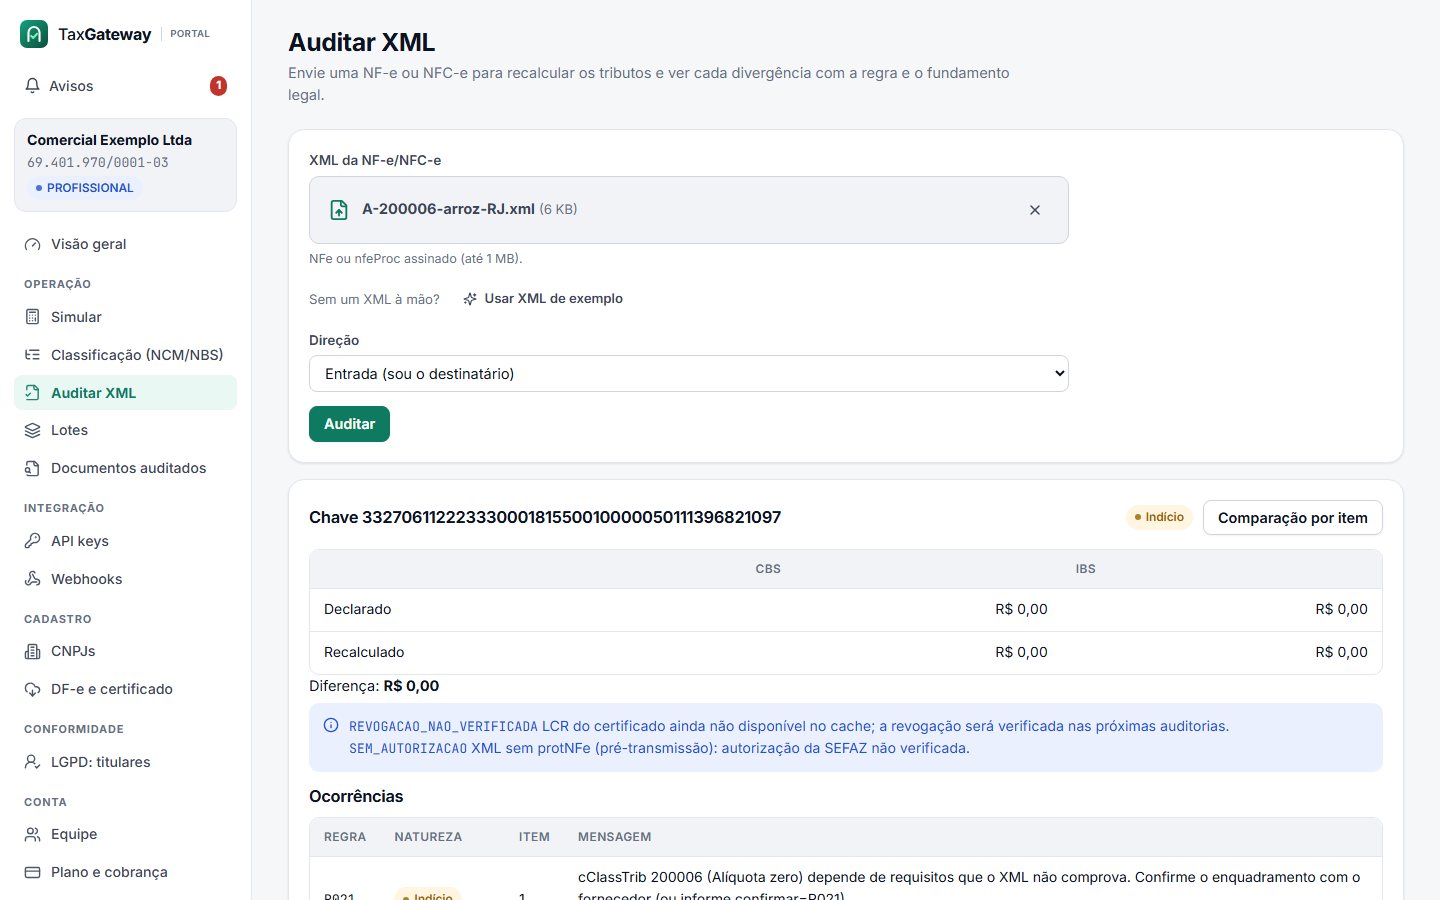 TaxGateway PORTAL
Avisos 1
Comercial Exemplo Ltda
69.401.970/0001-03
PROFISSIONAL
Visão geral
OPERAÇÃO
Simular
Classificação (NCM/NBS)
Auditar XML
Lotes
Documentos auditados
INTEGRAÇÃO
API keys
Webhooks
CADASTRO
CNPJs
DF-e e certificado
CONFORMIDADE
LGPD: titulares
CONTA
Equipe
Plano e cobrança
Auditar XML
Envie uma NF-e ou NFC-e para recalcular os tributos e ver cada divergência com a regra e o fundamento
legal.
XML da NF-e/NFC-e
A-200006-arroz-RJ.xml (6 KB)
NFe ou nfeProc assinado (até 1 MB).
Sem um XML à mão? Usar XML de exemplo
Direção
Entrada (sou o destinatário)
Auditar
Chave 33270611222333000181550010000050111396821097 Indício Comparação por item
CBS IBS
Declarado R$ 0,00 R$ 0,00
Recalculado R$ 0,00 R$ 0,00
Diferença: R$ 0,00
REVOGACAO_NAO_VERIFICADA LCR do certificado ainda não disponível no cache; a revogação será verificada nas próximas auditorias.
SEM_AUTORIZACAO XML sem protNFe (pré-transmissão): autorização da SEFAZ não verificada.
Ocorrências
REGRA NATUREZA ITEM MENSAGEM
cClassTrib 200006 (Alíquota zero) depende de requisitos que o XML não comprova. Confirme o enquadramento com o
R021 Indício 1 fornecedor (ou informe confirmar=R021)